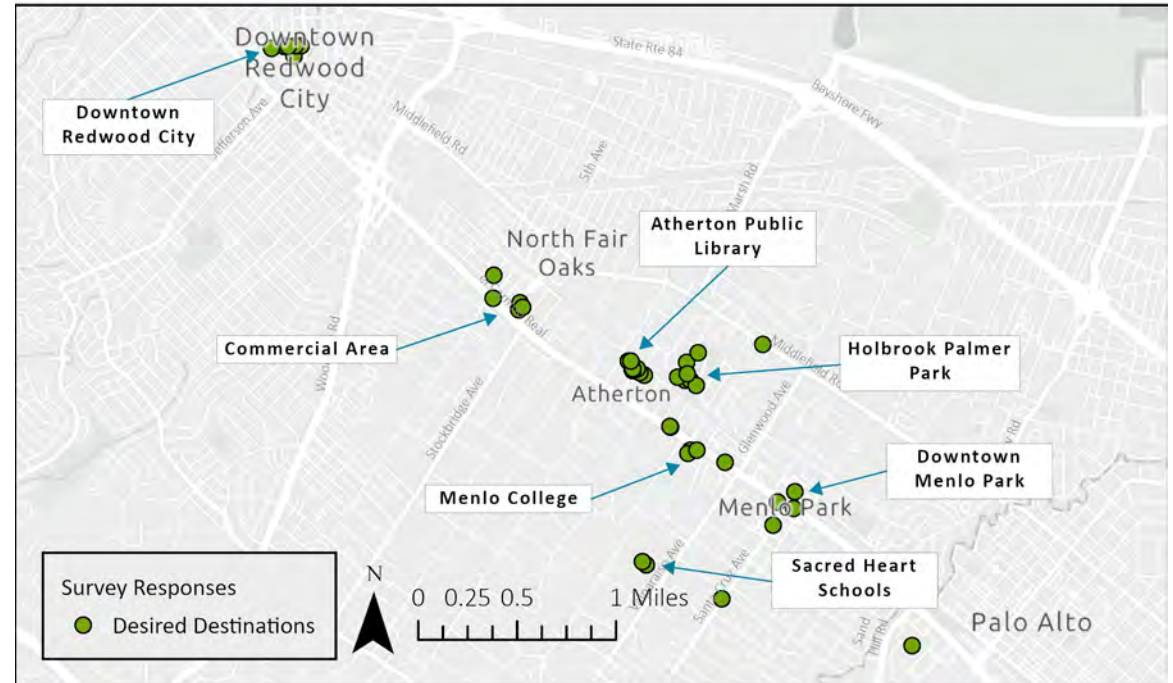 Downtown
Redwood
City
State Rte 84
Bayshore Fwy
Downtown
Redwood City
Jefferson Ave
Middlefield Rd
5th Ave
Marsh Rd
Atherton Public
Library
North Fair
Oaks
Real
Commercial Area
Rd
Stockbridge Ave
Atherton
Middlefield Rd
Holbrook Palmer
Park
Glenwood Ave
Rd
Downtown
Menlo Park
Menlo College
Menlo Park
Ave
Santa Cruz Ave
Sacred Heart
Schools
Sand
Hill Rd
Palo Alto
Survey Responses
Desired Destinations
N
0 0.25 0.5 1 Miles